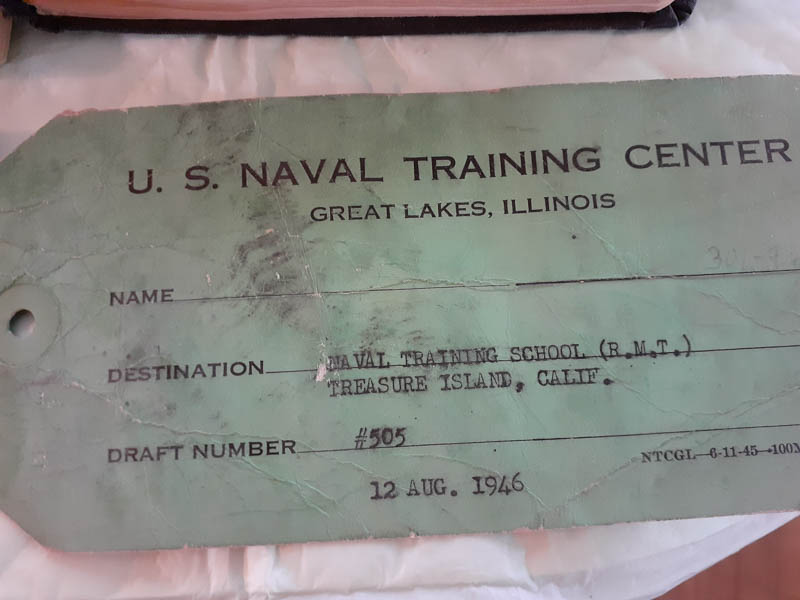 U. S. NAVAL TRAINING CENTER
GREAT LAKES, ILLINOIS
NAME
DESTINATION NAVAL TRAINING SCHOOL (R.M.T.)
TREASURE ISLAND, CALIF.
DRAFT NUMBER #505
NTCGL—6-11-45—100M
12 AUG. 1946